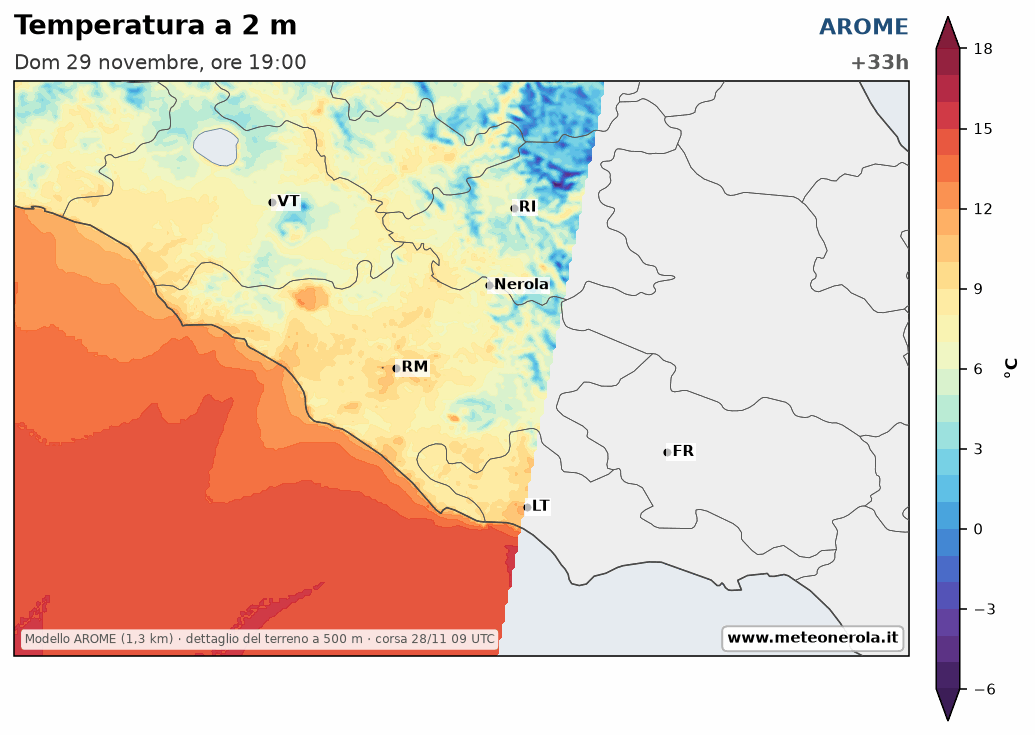 Temperatura a 2 m
AROME
Dom 29 novembre, ore 19:00
+33h
VT
RI
Nerola
RM
FR
LT
Modello AROME (1,3 km) · dettaglio del terreno a 500 m · corsa 28/11 09 UTC
www.meteonerola.it
18
15
12
9
6
3
0
−3
−6
°C